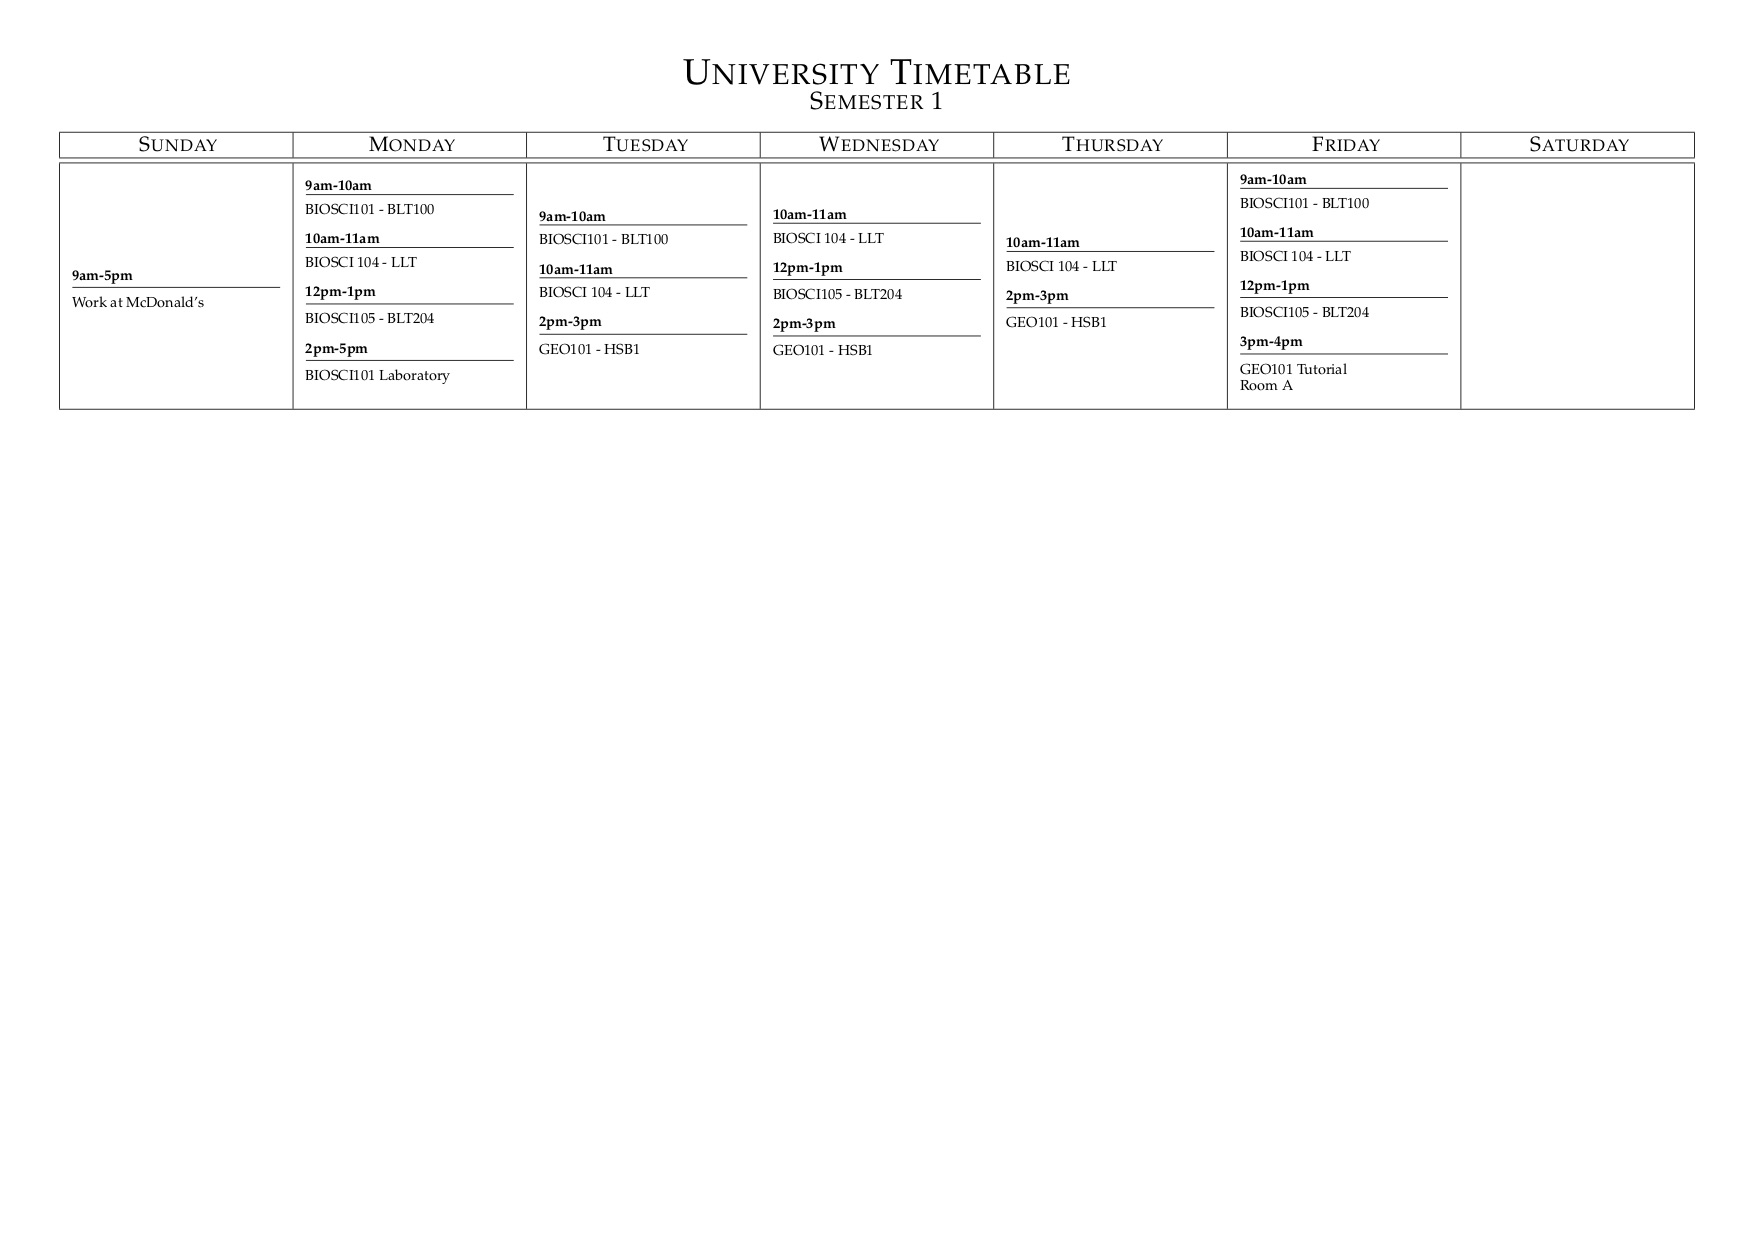 UNIVERSITY TIMETABLE
SEMESTER 1
SUNDAY
MONDAY
TUESDAY
WEDNESDAY
THURSDAY
FRIDAY
SATURDAY
9am-5pm
Work at McDonald's
9am-10am
BIOSCI101 - BLT100
10am-11am
BIOSCI 104 - LLT
12pm-1pm
BIOSCI105 - BLT204
2pm-5pm
BIOSCI101 Laboratory
9am-10am
BIOSCI101 - BLT100
10am-11am
BIOSCI 104 - LLT
2pm-3pm
GEO101 - HSB1
10am-11am
BIOSCI 104 - LLT
12pm-1pm
BIOSCI105 - BLT204
2pm-3pm
GEO101 - HSB1
10am-11am
BIOSCI 104 - LLT
2pm-3pm
GEO101 - HSB1
9am-10am
BIOSCI101 - BLT100
10am-11am
BIOSCI 104 - LLT
12pm-1pm
BIOSCI105 - BLT204
3pm-4pm
GEO101 Tutorial
Room A